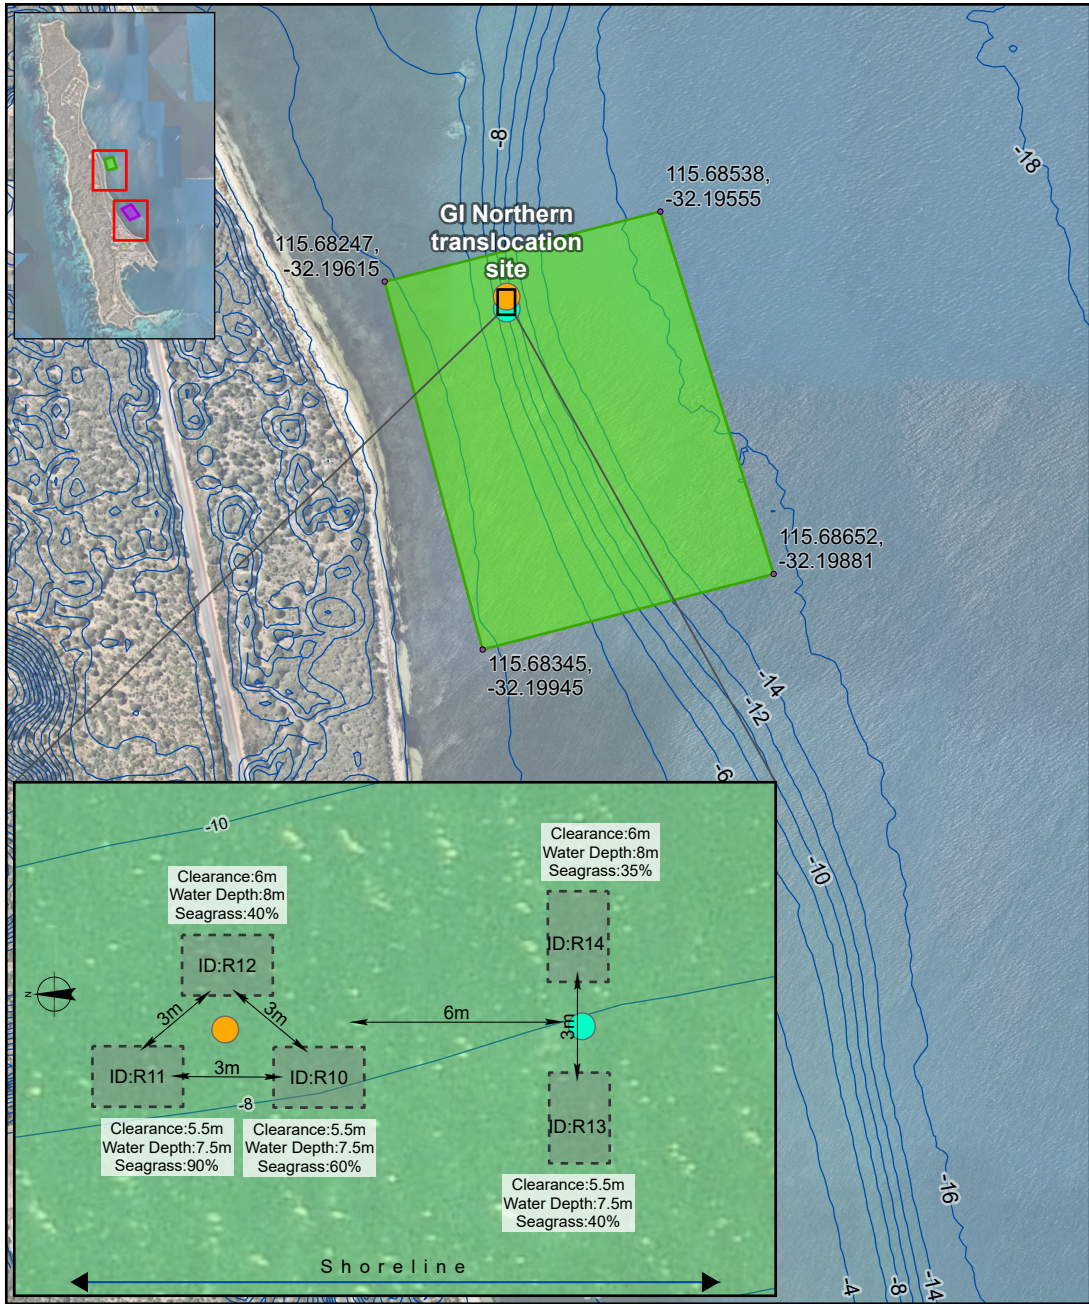 -8
-18
115.68538,
-32.19555
GI Northern
translocation
site
115.68247,
-32.19615
115.68652,
-32.19881
115.68345,
-32.19945
-14
-12
-6
-10
-16
-4
-8
-14
-10
Clearance:6m
Water Depth:8m
Seagrass:35%
Clearance:6m
Water Depth:8m
Seagrass:40%
ID:R14
ID:R12
N
3m
3m
6m
3m
ID:R11
3m
ID:R10
-8
ID:R13
Clearance:5.5m
Water Depth:7.5m
Seagrass:90%
Clearance:5.5m
Water Depth:7.5m
Seagrass:60%
Clearance:5.5m
Water Depth:7.5m
Seagrass:40%
Shoreline